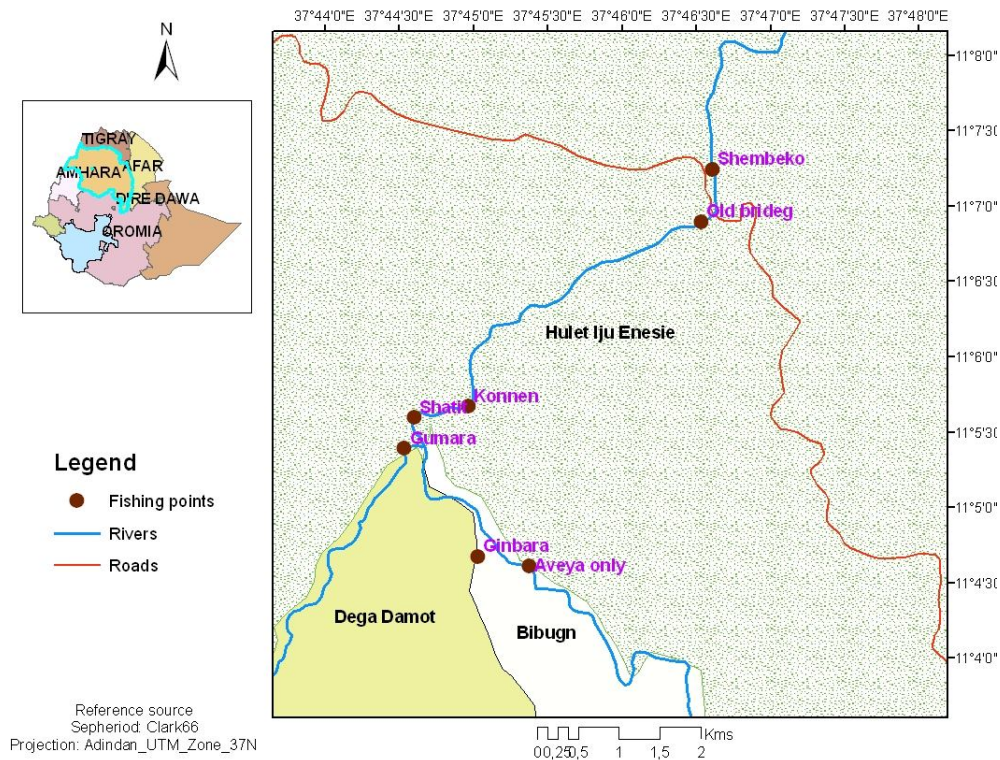 37°44'0"E 37°44'30"E 37°45'0"E 37°45'30"E 37°46'0"E 37°46'30"E 37°47'0"E 37°47'30"E 37°48'0"E
N
11°8'0"
11°7'30"
11°7'0"
11°6'30"
11°6'0"
11°5'30"
11°5'0"
11°4'30"
11°4'0"
TIGRAY
AMHARA
AFAR
DIRE DAWA
OROMIA
Shembeko
Old brideg
Hulet Iju Enesie
Konnen
Shatit
Gumara
Ginbara
Aveya only
Dega Damot
Bibugn
Legend
Fishing points
Rivers
Roads
Reference source
Sepheriod: Clark66
Projection: Adindan_UTM_Zone_37N
Kms
00,250,5 1 1,5 2